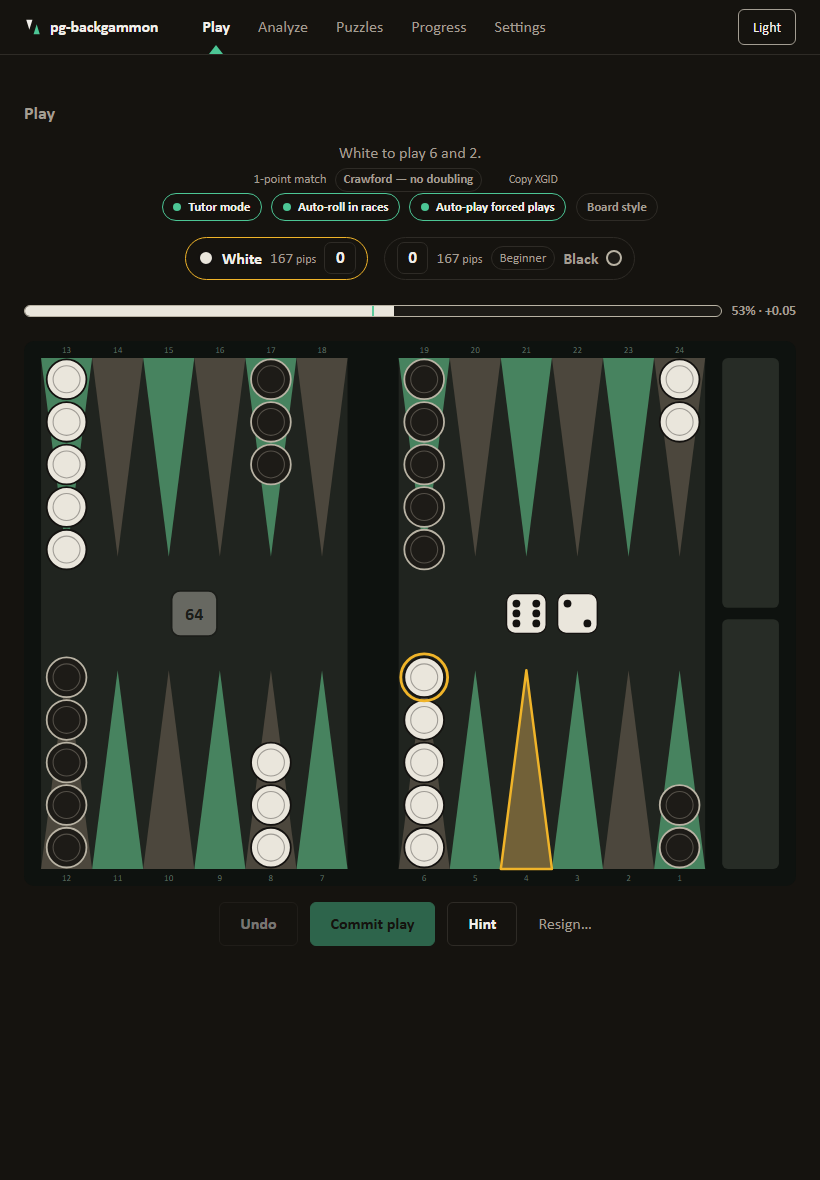 pg-backgammon Play Analyze Puzzles Progress Settings Light
Play
White to play 6 and 2.
1-point match Crawford — no doubling Copy XGID
Tutor mode Auto-roll in races Auto-play forced plays Board style
White 167 pips 0 0 167 pips Beginner Black
53% · +0.05
13 14 15 16 17 18 19 20 21 22 23 24
64
12 11 10 9 8 7 6 5 4 3 2 1
Undo Commit play Hint Resign...